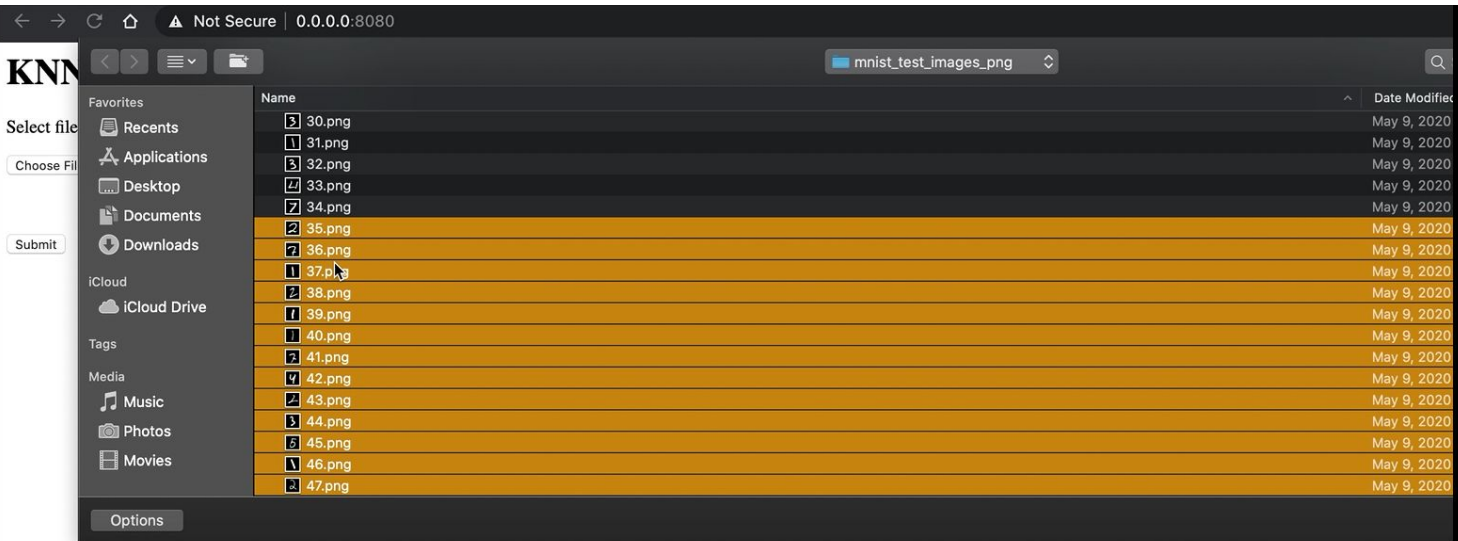 Not Secure 0.0.0.0:8080
KNN
Select file
Choose Fil
Submit
mnist_test_images_png
Favorites
Recents
Applications
Desktop
Documents
Downloads
iCloud
iCloud Drive
Tags
Media
Music
Photos
Movies
Name Date Modified
30.png May 9, 2020
31.png May 9, 2020
32.png May 9, 2020
33.png May 9, 2020
34.png May 9, 2020
35.png May 9, 2020
36.png May 9, 2020
37.png May 9, 2020
38.png May 9, 2020
39.png May 9, 2020
40.png May 9, 2020
41.png May 9, 2020
42.png May 9, 2020
43.png May 9, 2020
44.png May 9, 2020
45.png May 9, 2020
46.png May 9, 2020
47.png May 9, 2020
Options